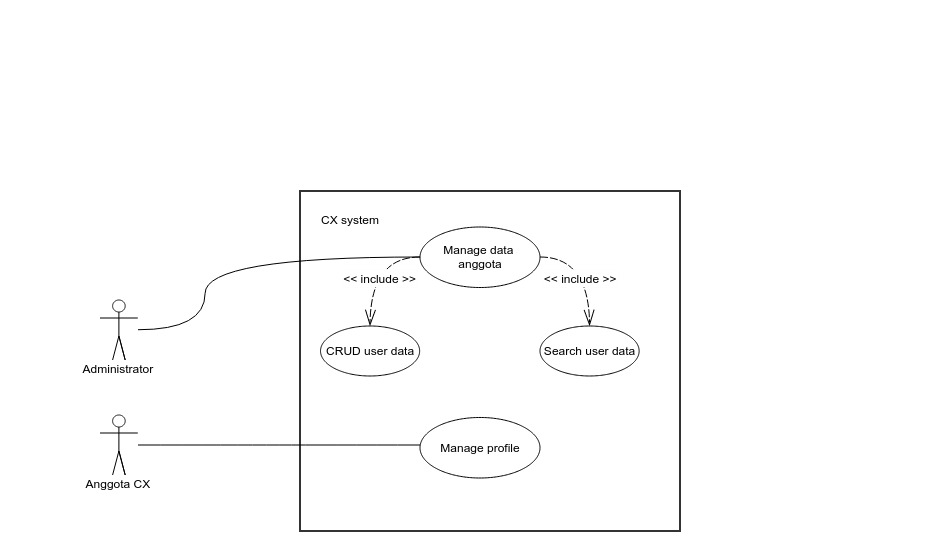 CX system
Manage data
anggota
<< include >>
<< include >>
CRUD user data
Search user data
Administrator
Manage profile
Anggota CX